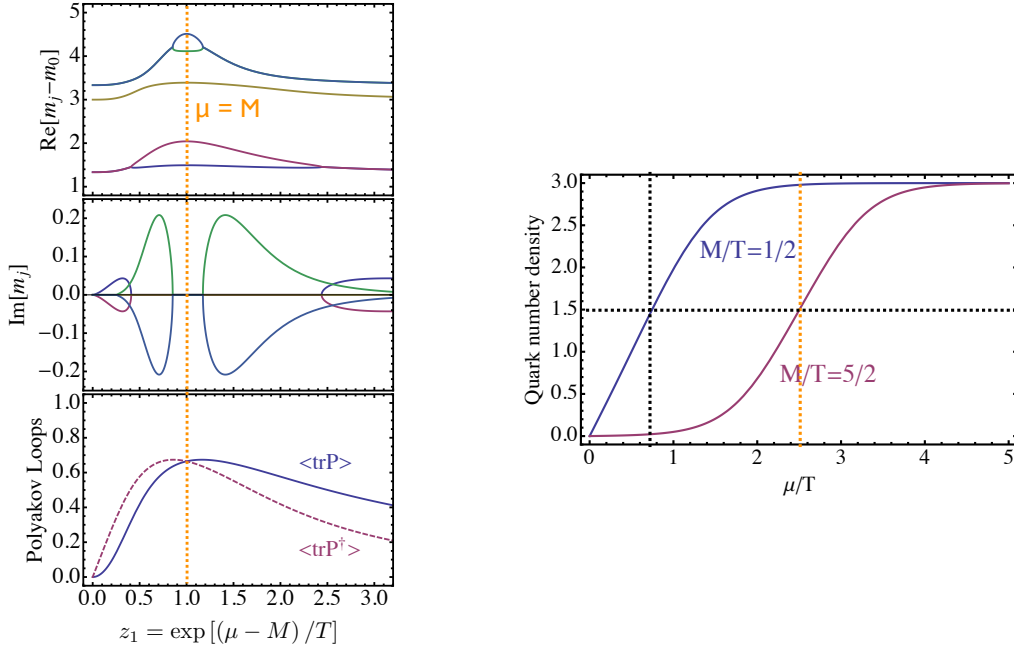 5
4
3
2
1
Re[m_j−m_0]
μ = M
0.2
0.1
0.0
−0.1
−0.2
Im[m_j]
1.0
0.8
0.6
0.4
0.2
0.0
Polyakov Loops
<trP>
<trP†>
0.0 0.5 1.0 1.5 2.0 2.5 3.0
z_1 = exp [(μ − M) /T]
3.0
2.5
2.0
1.5
1.0
0.5
0.0
Quark number density
M/T=1/2
M/T=5/2
0 1 2 3 4 5
μ/T